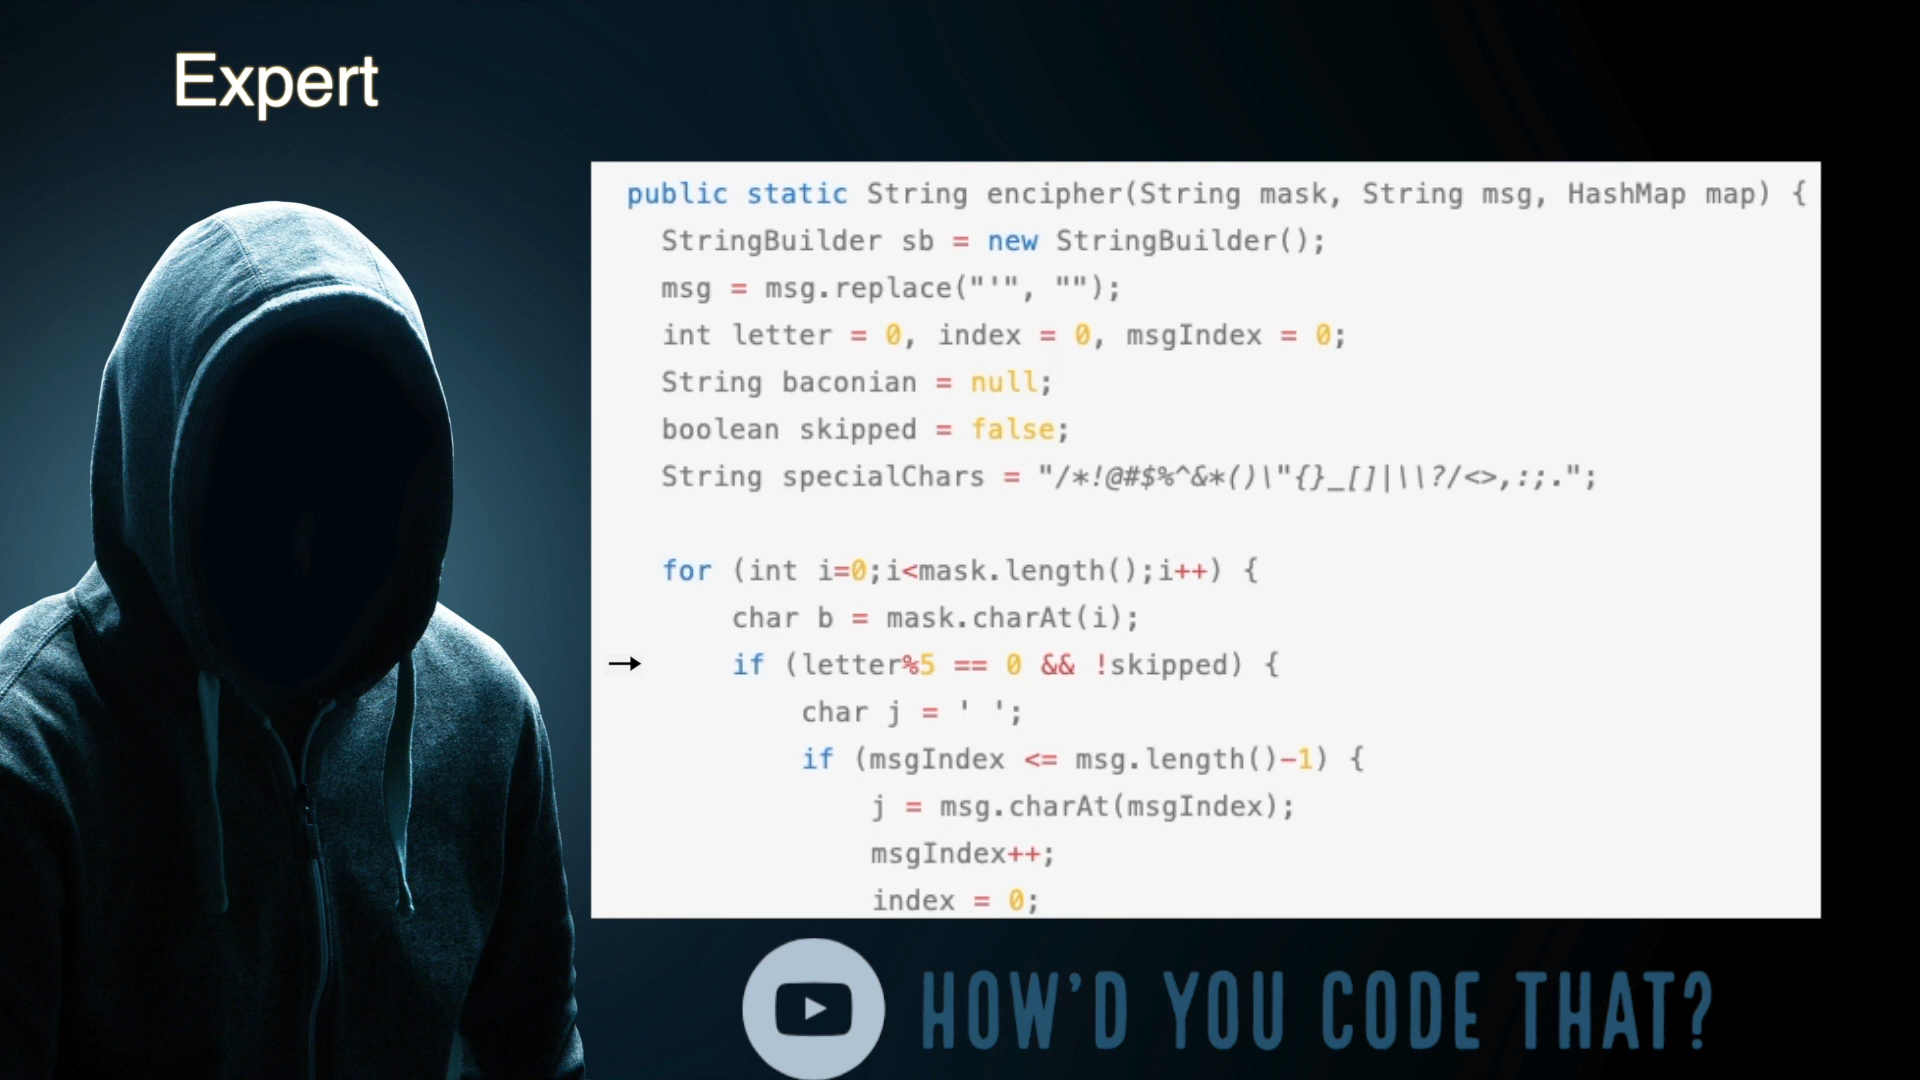 Expert
public static String encipher(String mask, String msg, HashMap map) {
StringBuilder sb = new StringBuilder();
msg = msg.replace("'", "");
int letter = 0, index = 0, msgIndex = 0;
String baconian = null;
boolean skipped = false;
String specialChars = "/*!@#$%^&*()\"{}_[]|\\?/<>,:;.";
for (int i=0;i<mask.length();i++) {
char b = mask.charAt(i);
→ if (letter%5 == 0 && !skipped) {
char j = ' ';
if (msgIndex <= msg.length()-1) {
j = msg.charAt(msgIndex);
msgIndex++;
index = 0;
HOW'D YOU CODE THAT?